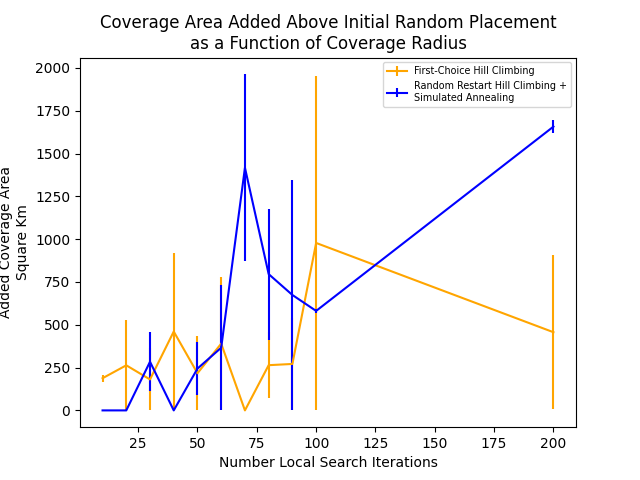 Coverage Area Added Above Initial Random Placement
as a Function of Coverage Radius
First-Choice Hill Climbing
Random Restart Hill Climbing +
Simulated Annealing
Added Coverage Area
Square Km
2000
1750
1500
1250
1000
750
500
250
0
25
50
75
100
125
150
175
200
Number Local Search Iterations